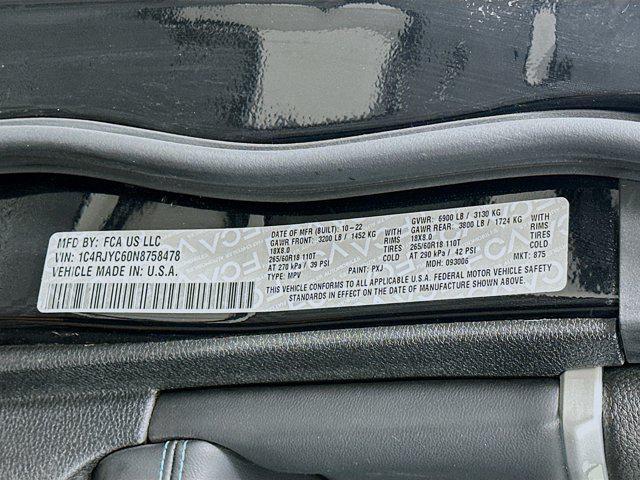 MFD BY: FCA US LLC
VIN: 1C4RJYC60N8758478
VEHICLE MADE IN U.S.A.
DATE OF MFR (BUILT): 10-22
GAWR FRONT: 3200 LB / 1452 KG
18X8.0
265/60R18 110T
AT 270 kPa / 39 PSI
TYPE: MPV
WITH
RIMS
TIRES
COLD
PAINT: PXJ
GVWR: 6900 LB / 3130 KG
GAWR REAR: 3800 LB / 1724 KG
18X8.0
265/60R18 110T
AT 290 kPa / 42 PSI
MDH: 093006
WITH
RIMS
TIRES
COLD
MKT: 875
THIS VEHICLE CONFORMS TO ALL APPLICABLE U.S.A. FEDERAL MOTOR VEHICLE SAFETY
STANDARDS IN EFFECT ON THE DATE OF MANUFACTURE SHOWN ABOVE.